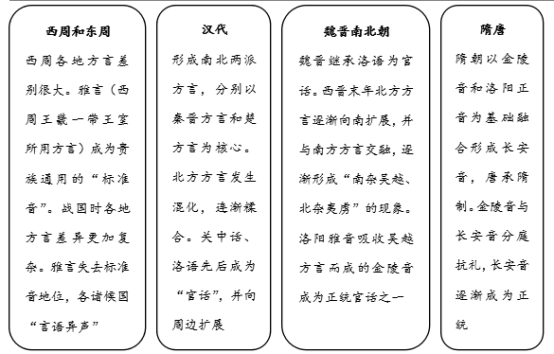 西周和东周
西周各地方言差
别很大。雅言（西
周王畿一带王室
所用方言）成为贵
族通用的“标准
音”。战国时各地
方言差异更加复
杂。雅言失去标准
音地位，各诸候国
“言语异声”
汉代
形成南北两派
方言，分别以
秦晋方言和楚
方言为核心。
北方方言发生
混化，逐渐糅
合。关中话、
洛语先后成为
“官话”，并向
周边扩展
魏晋南北朝
魏晋继承洛语为官
话。西晋末年北方方
言逐渐向南扩展，并
与南方方言交融，逐
渐形成“南杂吴越、
北杂夷虏”的现象。
洛阳雅音吸收吴越
方言而成的金陵音
成为正统官话之一
隋唐
隋朝以金陵
音和洛阳正
音为基础融
合形成长安
音，唐承隋
制。金陵音与
长安音分庭
抗礼，长安音
逐渐成为正
统